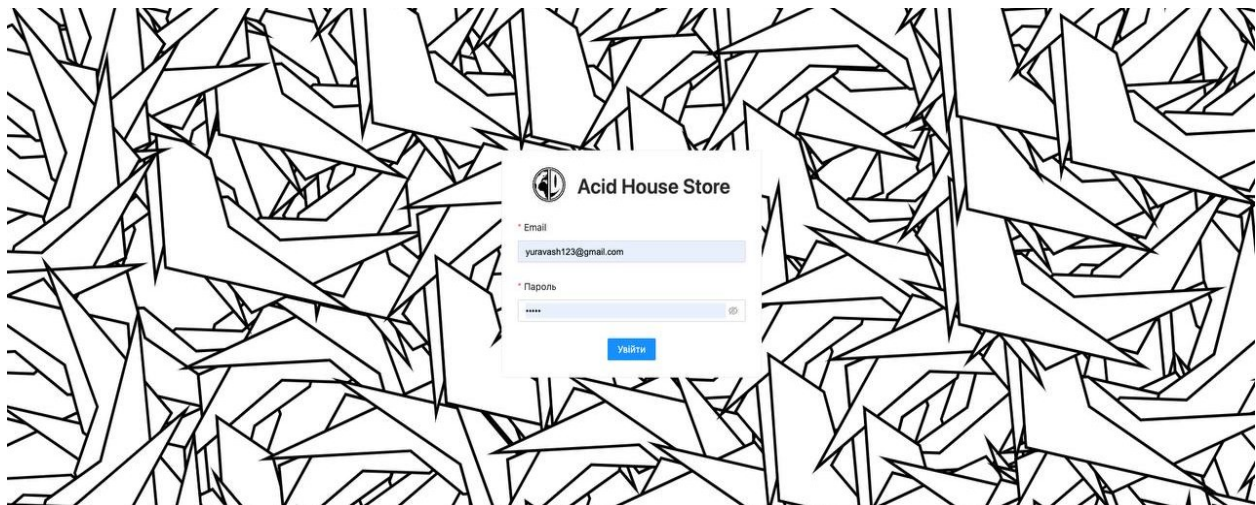 Acid House Store
* Email
yuravash123@gmail.com
* Пароль
•••••
Увійти